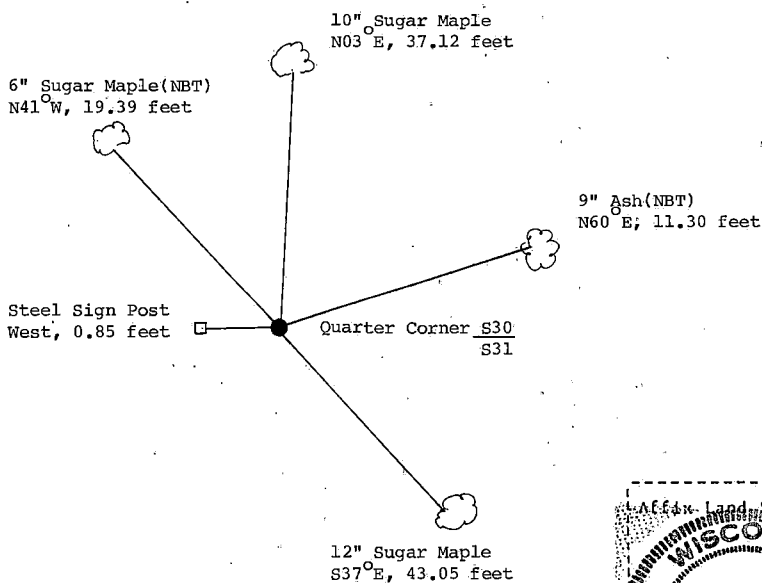 10" Sugar Maple
N03°E, 37.12 feet
6" Sugar Maple(NBT)
N41°W, 19.39 feet
9" Ash(NBT)
N60°E, 11.30 feet
Steel Sign Post
West, 0.85 feet
Quarter Corner S30
S31
Affix Land
WISCO
12" Sugar Maple
S37°E, 43.05 feet